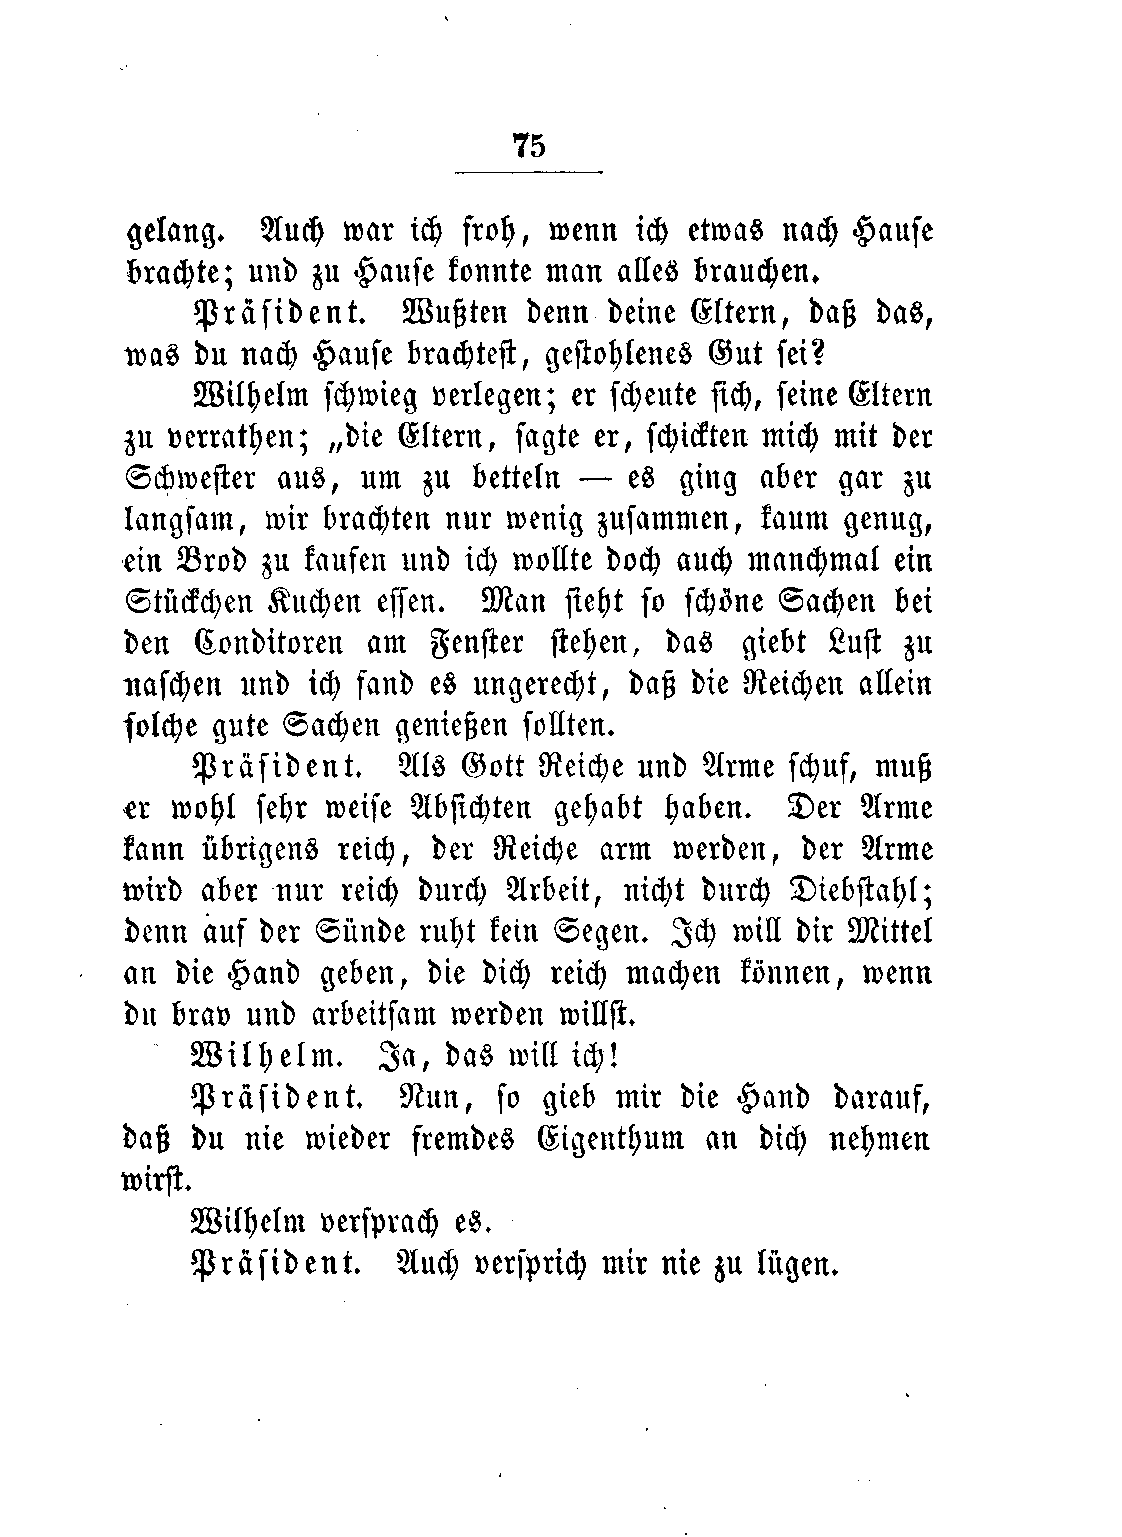 75
gelang. Auch war ich froh, wenn ich etwas nach Hause
brachte; und zu Hause konnte man alles brauchen.
Präsident. Wußten denn deine Eltern, daß das,
was du nach Hause brachtest, gestohlenes Gut sei?
Wilhelm schwieg verlegen; er scheute sich, seine Eltern
zu verrathen; „die Eltern, sagte er, schickten mich mit der
Schwester aus, um zu betteln — es ging aber gar zu
langsam, wir brachten nur wenig zusammen, kaum genug,
ein Brod zu kaufen und ich wollte doch auch manchmal ein
Stückchen Kuchen essen. Man sieht so schöne Sachen bei
den Conditoren am Fenster stehen, das giebt Lust zu
naschen und ich fand es ungerecht, daß die Reichen allein
solche gute Sachen genießen sollten.
Präsident. Als Gott Reiche und Arme schuf, muß
er wohl sehr weise Absichten gehabt haben. Der Arme
kann übrigens reich, der Reiche arm werden, der Arme
wird aber nur reich durch Arbeit, nicht durch Diebstahl;
denn auf der Sünde ruht kein Segen. Ich will dir Mittel
an die Hand geben, die dich reich machen können, wenn
du brav und arbeitsam werden willst.
Wilhelm. Ja, das will ich!
Präsident. Nun, so gieb mir die Hand darauf,
daß du nie wieder fremdes Eigenthum an dich nehmen
wirst.
Wilhelm versprach es.
Präsident. Auch versprich mir nie zu lügen.